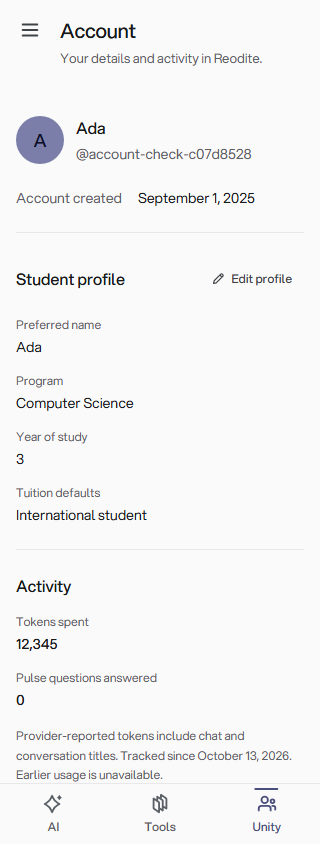 Account
Your details and activity in Reodite.
A
Ada
@account-check-c07d8528
Account created September 1, 2025
Student profile
Edit profile
Preferred name
Ada
Program
Computer Science
Year of study
3
Tuition defaults
International student
Activity
Tokens spent
12,345
Pulse questions answered
0
Provider-reported tokens include chat and
conversation titles. Tracked since October 13, 2026.
Earlier usage is unavailable.
AI
Tools
Unity